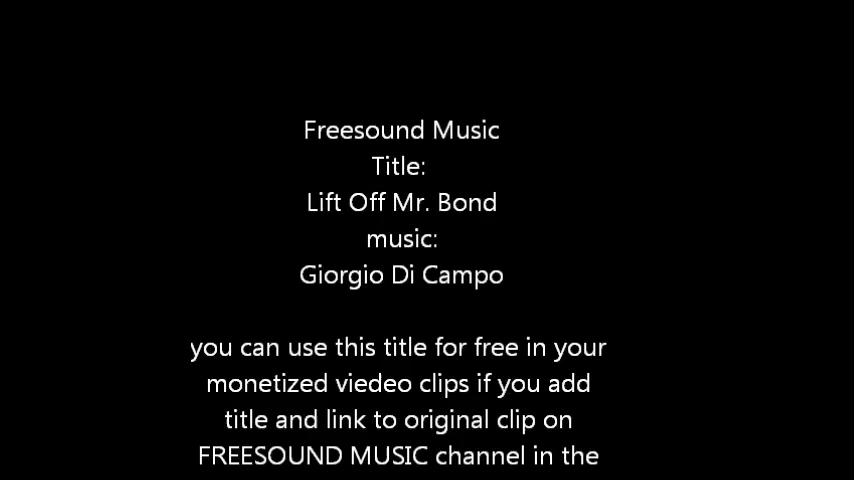 Freesound Music
Title:
Lift Off Mr. Bond
music:
Giorgio Di Campo
you can use this title for free in your
monetized viedeo clips if you add
title and link to original clip on
FREESOUND MUSIC channel in the